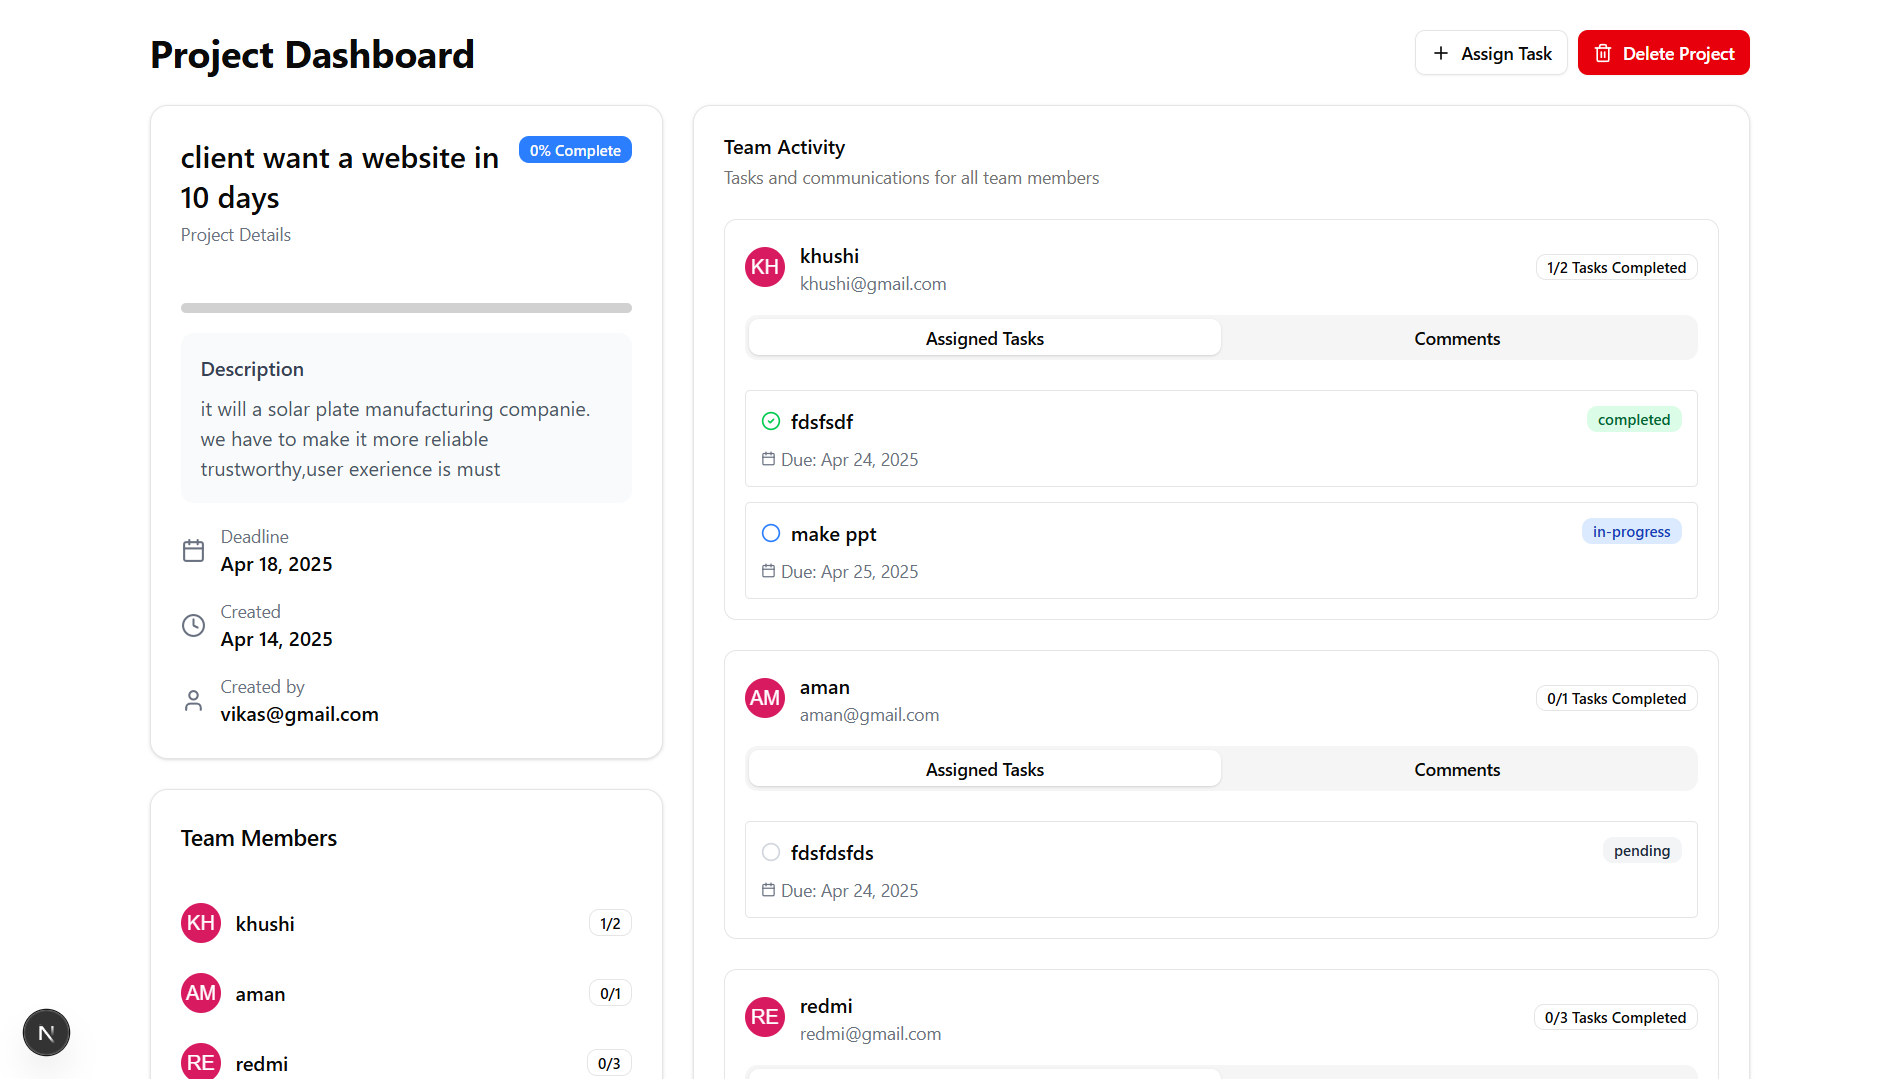 Project Dashboard
Assign Task
Delete Project
client want a website in
10 days
0% Complete
Project Details
Description
it will a solar plate manufacturing companie.
we have to make it more reliable
trustworthy,user exerience is must
Deadline
Apr 18, 2025
Created
Apr 14, 2025
Created by
vikas@gmail.com
Team Members
KH khushi 1/2
AM aman 0/1
RE redmi 0/3
N
Team Activity
Tasks and communications for all team members
KH
khushi
khushi@gmail.com
1/2 Tasks Completed
Assigned Tasks
Comments
fdsfsdf
completed
Due: Apr 24, 2025
make ppt
in-progress
Due: Apr 25, 2025
AM
aman
aman@gmail.com
0/1 Tasks Completed
Assigned Tasks
Comments
fdsfdsfds
pending
Due: Apr 24, 2025
RE
redmi
redmi@gmail.com
0/3 Tasks Completed